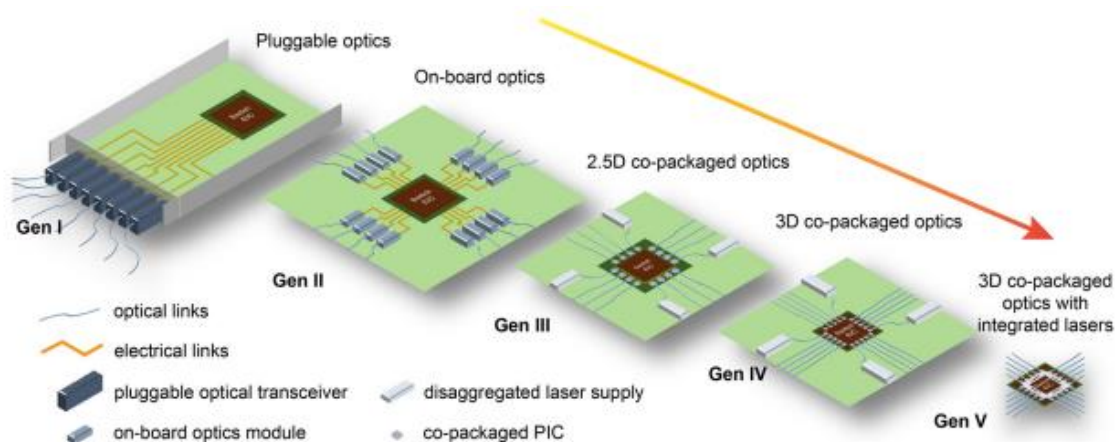 Pluggable optics
On-board optics
2.5D co-packaged optics
3D co-packaged optics
3D co-packaged
optics with
integrated lasers
Gen I
Gen II
Gen III
Gen IV
Gen V
optical links
electrical links
pluggable optical transceiver
on-board optics module
disaggregated laser supply
co-packaged PIC